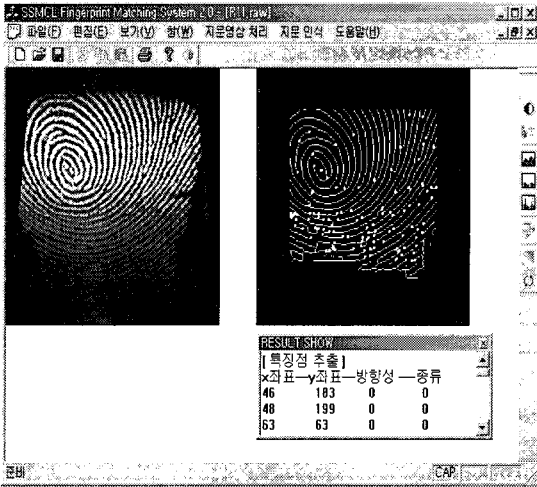 SSMCL Fingerprint Matching System 2.0 - [R11.raw]
파일(F) 편집(E) 보기(V) 창(W) 지문영상 처리 지문 인식 도움말(H)
RESULT SHOW
[특징점 추출]
x좌표—y좌표—방향성 —종류
46 183 0 0
48 199 0 0
63 63 0 0
준비 CAP